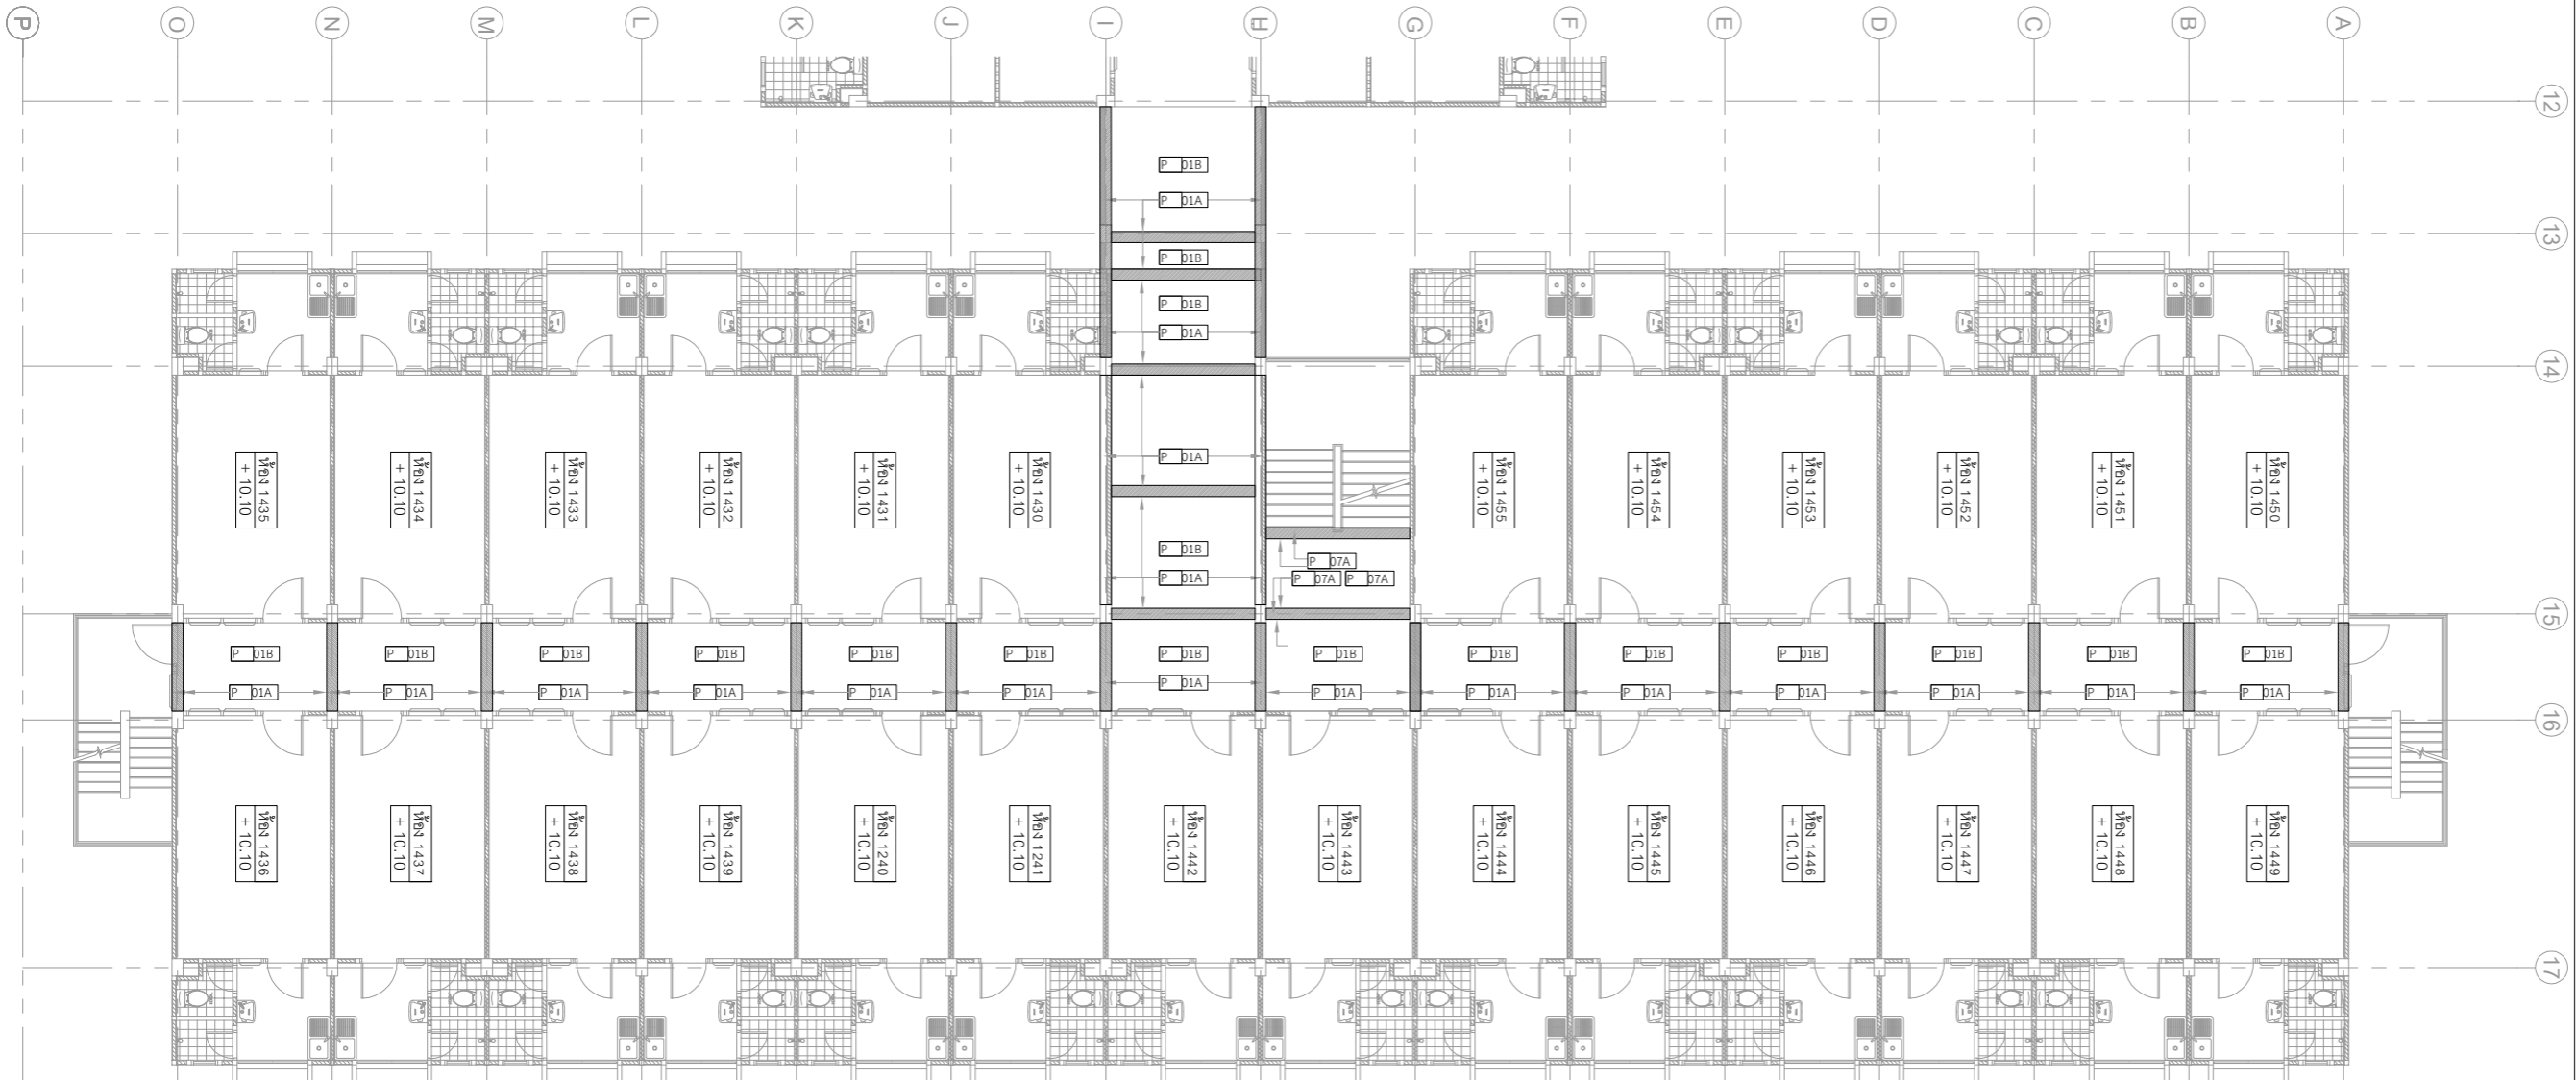 P O N M L K J I H G F E D C B A
12
P 01B
P 01A
13
P 01B
P 01B
P 01A
14
P 01A
ห้อง 1435
+ 10.10
ห้อง 1434
+ 10.10
ห้อง 1433
+ 10.10
ห้อง 1432
+ 10.10
ห้อง 1431
+ 10.10
ห้อง 1430
+ 10.10
ห้อง 1455
+ 10.10
ห้อง 1454
+ 10.10
ห้อง 1453
+ 10.10
ห้อง 1452
+ 10.10
ห้อง 1451
+ 10.10
ห้อง 1450
+ 10.10
P 01B
P 07A
P 01A
P 07A P 07A
15
P 01B P 01B P 01B P 01B P 01B P 01B P 01B P 01B P 01B P 01B P 01B P 01B P 01B P 01B
P 01A P 01A P 01A P 01A P 01A P 01A P 01A P 01A P 01A P 01A P 01A P 01A P 01A P 01A
16
ห้อง 1436
+ 10.10
ห้อง 1437
+ 10.10
ห้อง 1438
+ 10.10
ห้อง 1439
+ 10.10
ห้อง 1240
+ 10.10
ห้อง 1241
+ 10.10
ห้อง 1442
+ 10.10
ห้อง 1443
+ 10.10
ห้อง 1444
+ 10.10
ห้อง 1445
+ 10.10
ห้อง 1446
+ 10.10
ห้อง 1447
+ 10.10
ห้อง 1448
+ 10.10
ห้อง 1449
+ 10.10
17